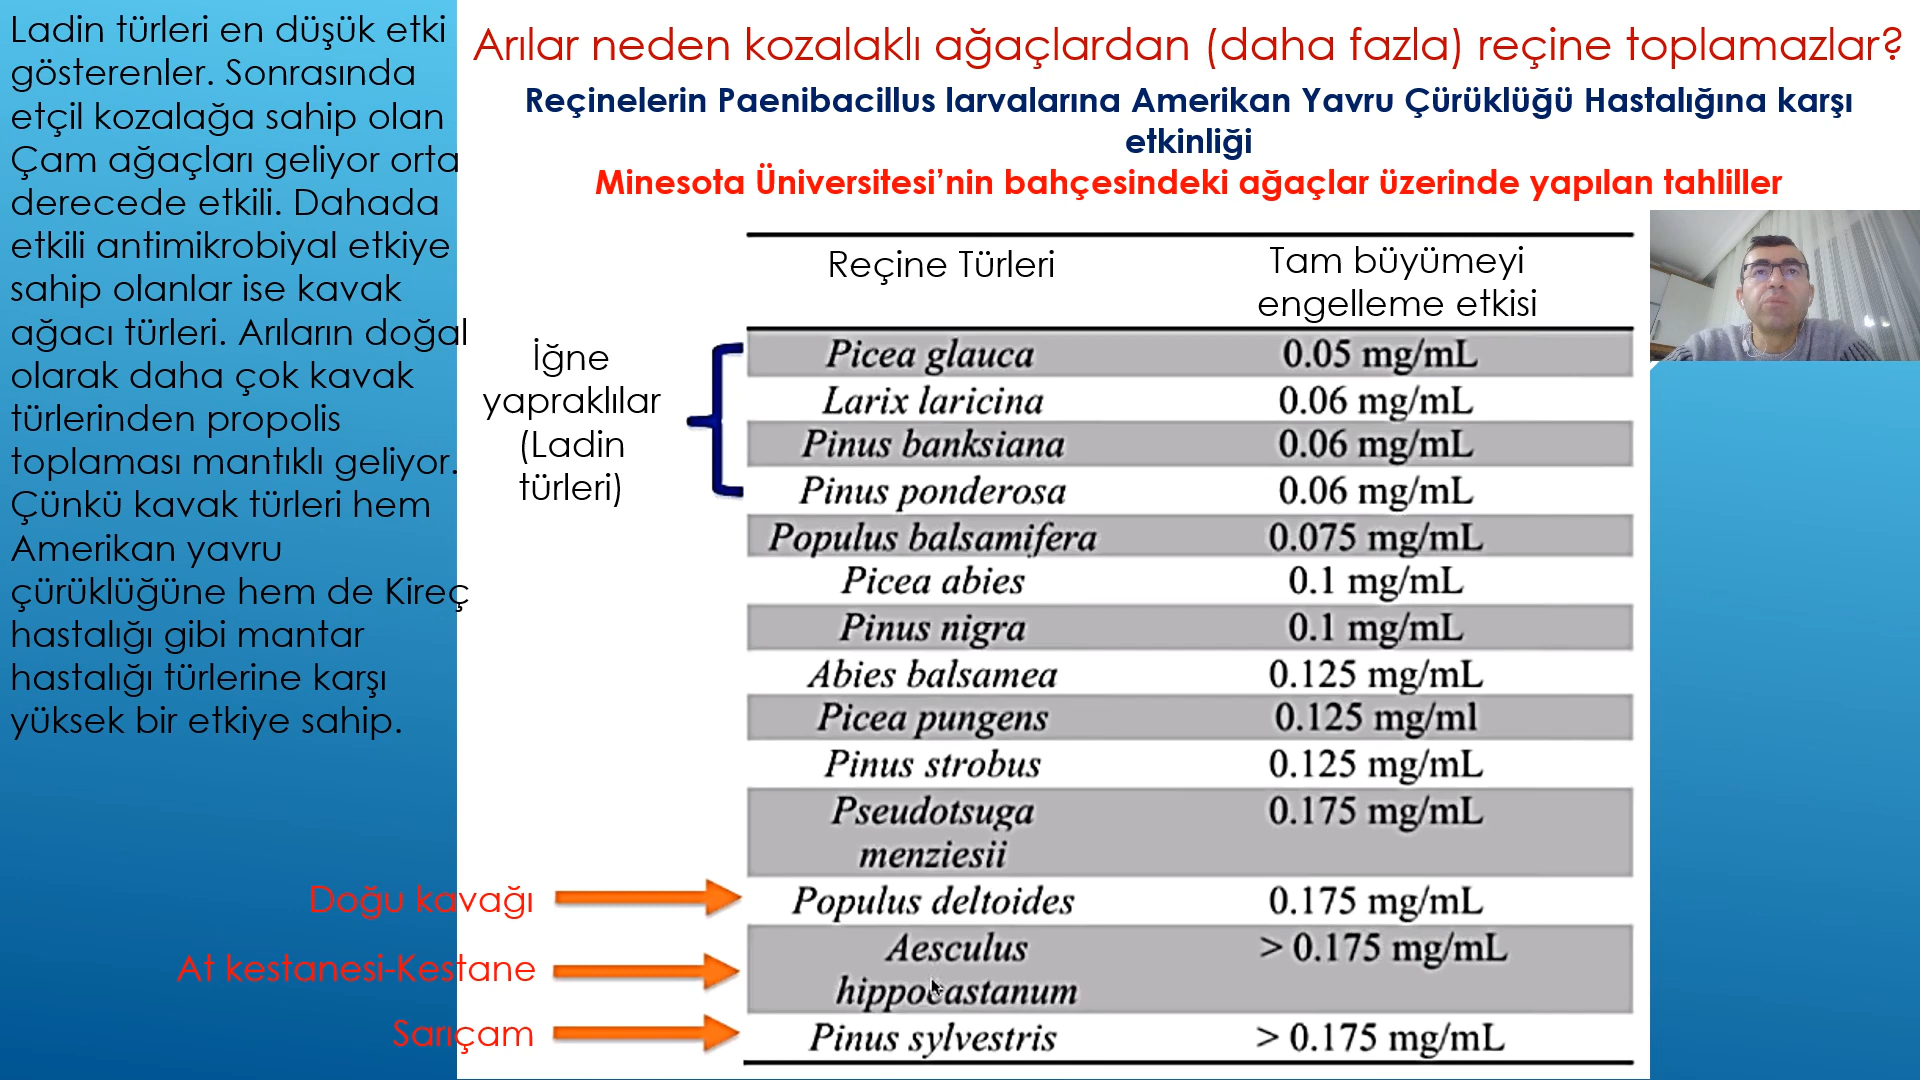 Ladin türleri en düşük etki
gösterenler. Sonrasında
etçil kozalağa sahip olan
Çam ağaçları geliyor orta
derecede etkili. Dahada
etkili antimikrobiyal etkiye
sahip olanlar ise kavak
ağacı türleri. Arıların doğal
olarak daha çok kavak
türlerinden propolis
toplaması mantıklı geliyor.
Çünkü kavak türleri hem
Amerikan yavru
çürüklüğüne hem de Kireç
hastalığı gibi mantar
hastalığı türlerine karşı
yüksek bir etkiye sahip.
Arılar neden kozalaklı ağaçlardan (daha fazla) reçine toplamazlar?
Reçinelerin Paenibacillus larvalarına Amerikan Yavru Çürüklüğü Hastalığına karşı
etkinliği
Minesota Üniversitesi’nin bahçesindeki ağaçlar üzerinde yapılan tahliller
Reçine Türleri Tam büyümeyi
engelleme etkisi
İğne
yapraklılar
(Ladin
türleri)
Picea glauca 0.05 mg/mL
Larix laricina 0.06 mg/mL
Pinus banksiana 0.06 mg/mL
Pinus ponderosa 0.06 mg/mL
Populus balsamifera 0.075 mg/mL
Picea abies 0.1 mg/mL
Pinus nigra 0.1 mg/mL
Abies balsamea 0.125 mg/mL
Picea pungens 0.125 mg/ml
Pinus strobus 0.125 mg/mL
Pseudotsuga 0.175 mg/mL
menziesii
Doğu kavağı Populus deltoides 0.175 mg/mL
Aesculus > 0.175 mg/mL
At kestanesi-Kestane hippocastanum
Sarıçam Pinus sylvestris > 0.175 mg/mL